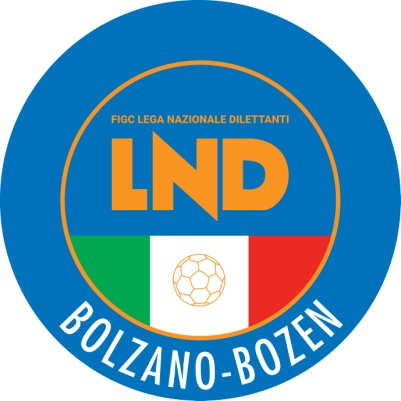 FIGC LEGA NAZIONALE DILETTANTI
LND
BOLZANO-BOZEN